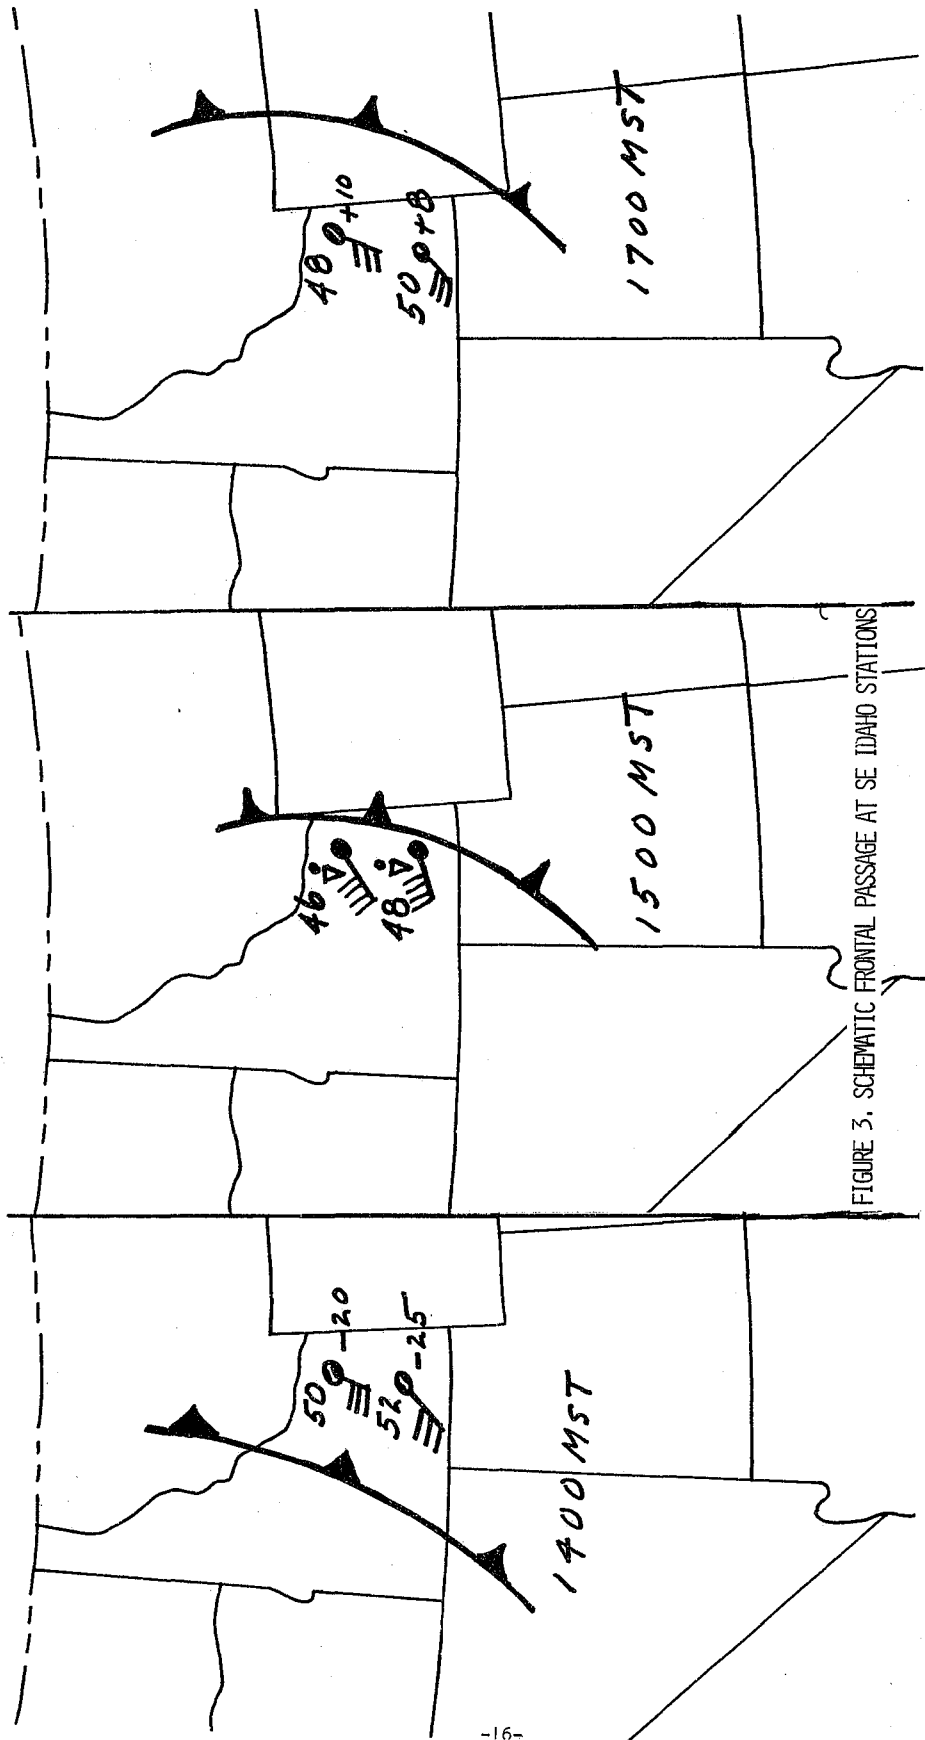 50
-20
52
-25
1400 MST
46
48
1500 MST
48
+10
50
+8
1700 MST
FIGURE 3. SCHEMATIC FRONTAL PASSAGE AT SE IDAHO STATIONS
-16-